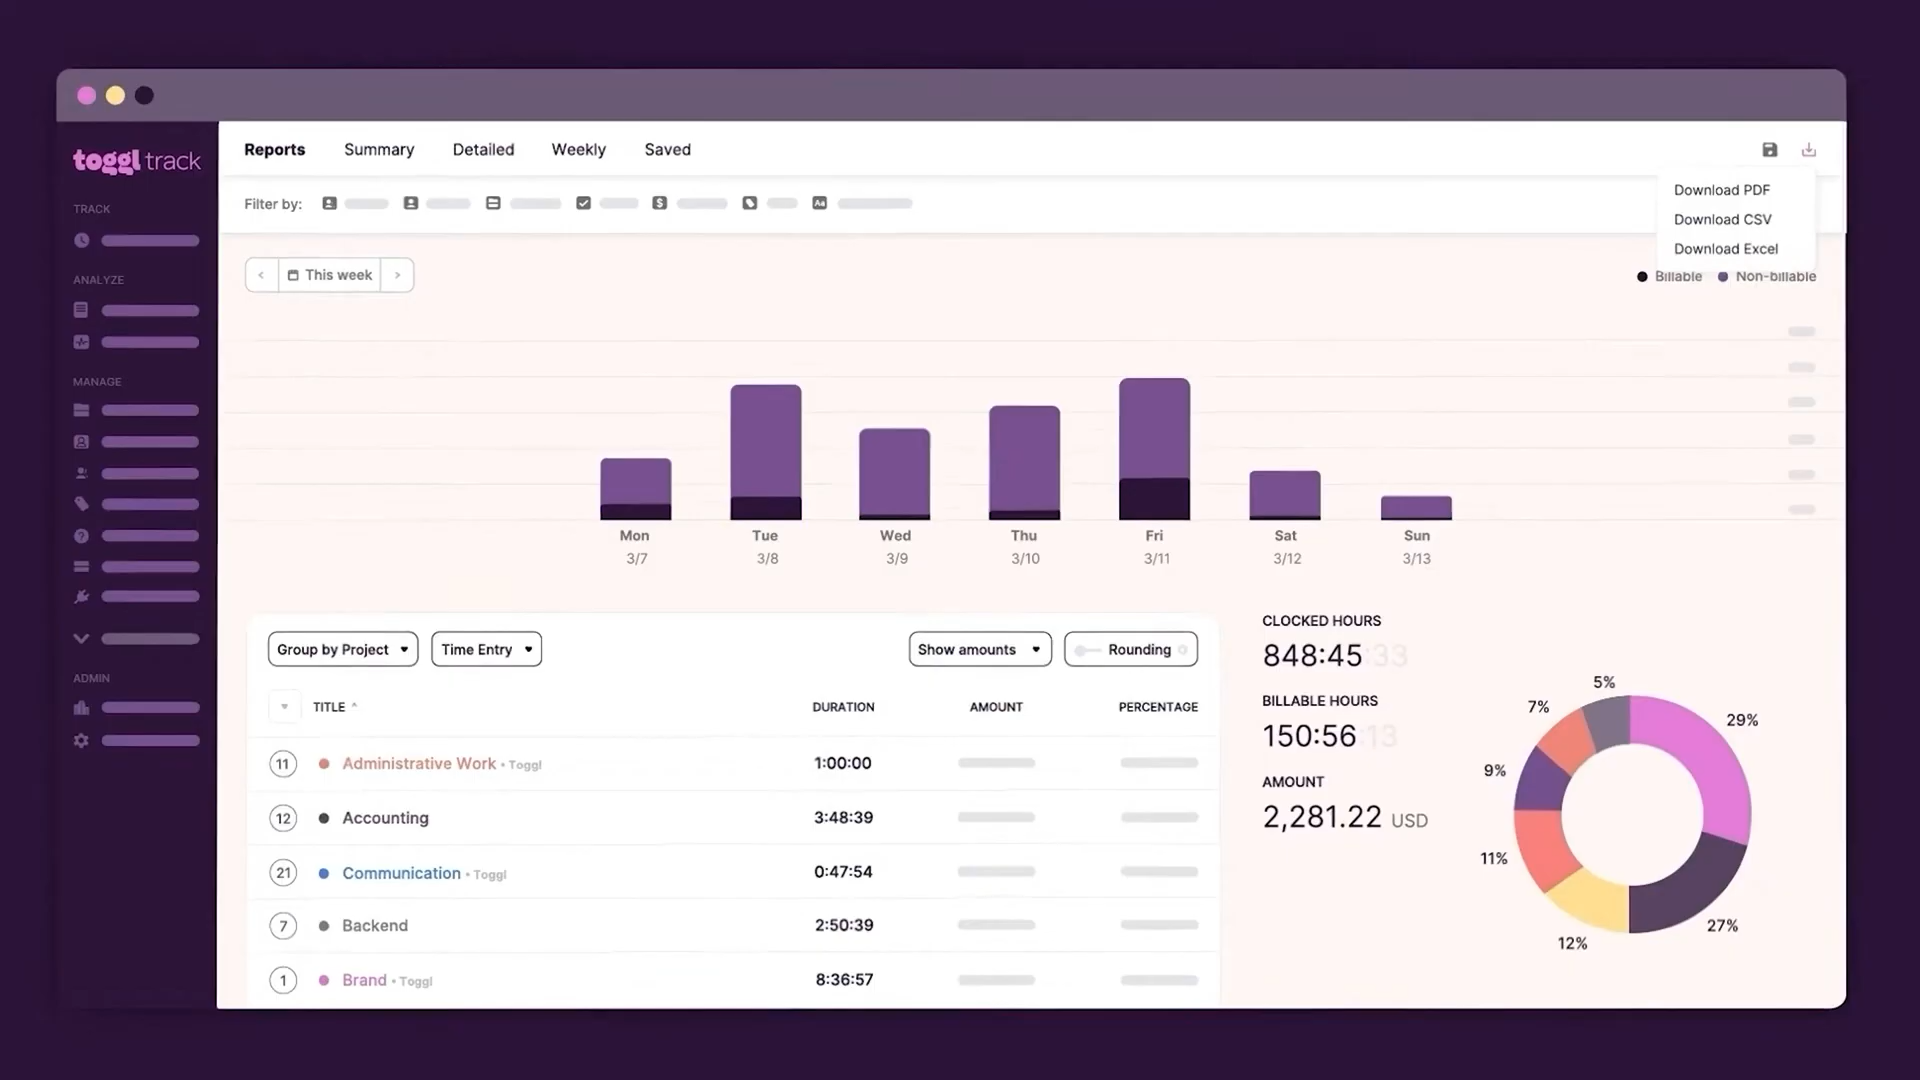 toggl track
TRACK
ANALYZE
MANAGE
ADMIN
Reports Summary Detailed Weekly Saved
Filter by:
Download PDF
Download CSV
Download Excel
This week
Billable Non-billable
Mon Tue Wed Thu Fri Sat Sun
3/7 3/8 3/9 3/10 3/11 3/12 3/13
Group by Project Time Entry Show amounts Rounding
TITLE DURATION AMOUNT PERCENTAGE
11 Administrative Work • Toggl 1:00:00
12 Accounting 3:48:39
21 Communication • Toggl 0:47:54
7 Backend 2:50:39
1 Brand • Toggl 8:36:57
CLOCKED HOURS
848:45:33
BILLABLE HOURS
150:56:13
AMOUNT
2,281.22 USD
5%
7%
29%
9%
11%
27%
12%